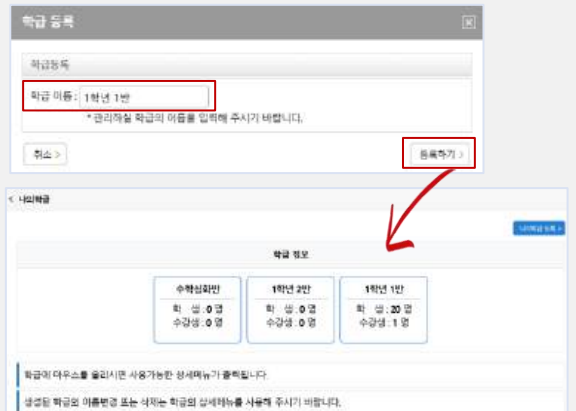 학급 등록
학급등록
학급 이름 : 1학년 1반
* 관리하실 학급의 이름을 입력해 주시기 바랍니다.
취소 >
등록하기 >
< 나의학급
나의학급 등록 >
학급 정보
수학심화반
학 생 : 0 명
수강생 : 0 명
1학년 2반
학 생 : 0 명
수강생 : 0 명
1학년 1반
학 생 : 20 명
수강생 : 1 명
학급에 마우스를 올리시면 사용가능한 상세메뉴가 출력됩니다.
생성된 학급의 이름변경 또는 삭제는 학급의 상세메뉴를 사용해 주시기 바랍니다.